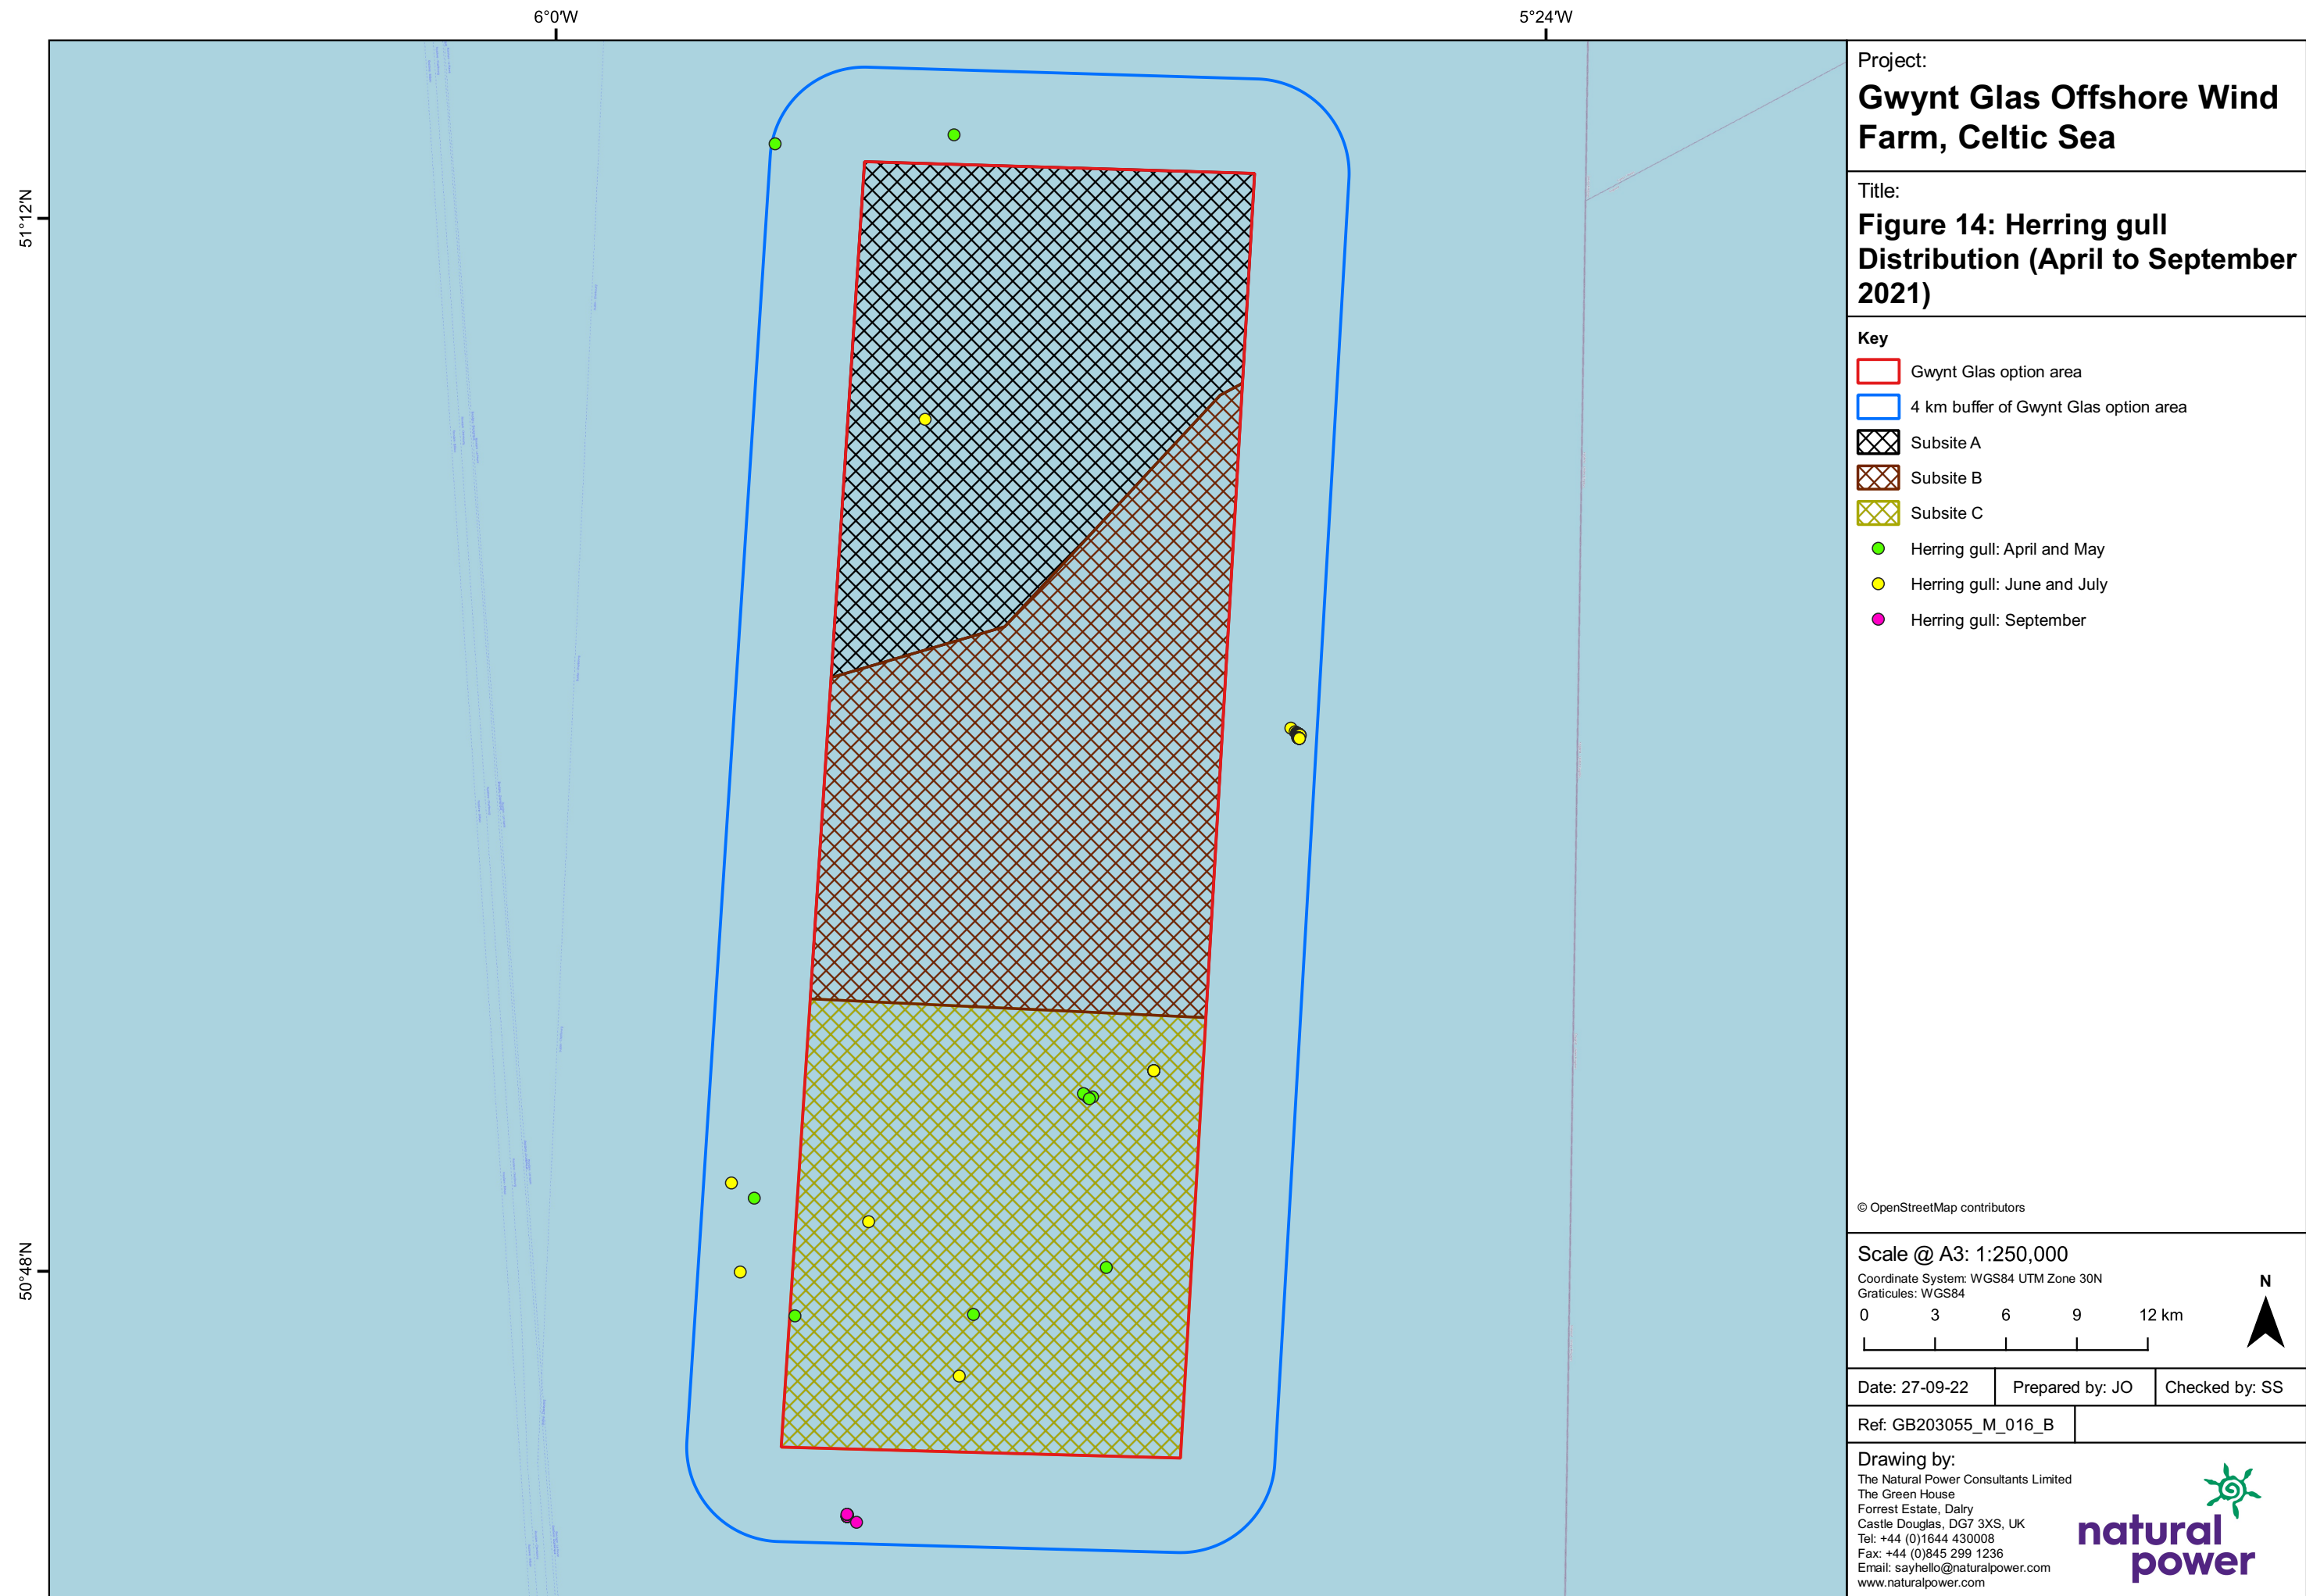 6°0'W
5°24'W
51°12'N
50°48'N
Project:
Gwynt Glas Offshore Wind
Farm, Celtic Sea
Title:
Figure 14: Herring gull
Distribution (April to September
2021)
Key
Gwynt Glas option area
4 km buffer of Gwynt Glas option area
Subsite A
Subsite B
Subsite C
Herring gull: April and May
Herring gull: June and July
Herring gull: September
© OpenStreetMap contributors
Scale @ A3: 1:250,000
Coordinate System: WGS84 UTM Zone 30N
Graticules: WGS84
0 3 6 9 12 km
N
Date: 27-09-22
Prepared by: JO
Checked by: SS
Ref: GB203055_M_016_B
Drawing by:
The Natural Power Consultants Limited
The Green House
Forrest Estate, Dalry
Castle Douglas, DG7 3XS, UK
Tel: +44 (0)1644 430008
Fax: +44 (0)845 299 1236
Email: sayhello@naturalpower.com
www.naturalpower.com
natural
power